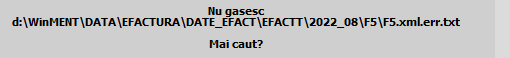 Nu gasesc
d:\WinMENT\DATA\EFACTURA\DATE_EFACT\EFACTT\2022_08\F5\F5.xml.err.txt
Mai caut?